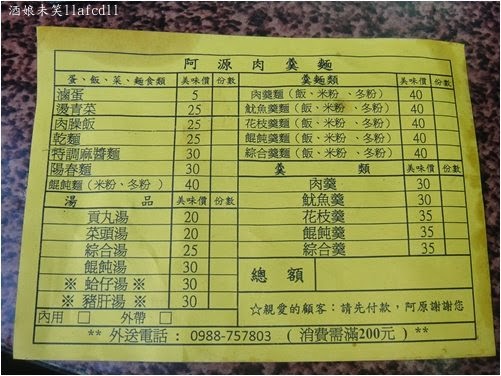 酒娘未笑11afcd11
阿源肉羹麵
蛋、飯、菜、麵食類 美味價 份數
滷蛋 5
燙青菜 25
肉臊飯 25
乾麵 25
特調麻醬麵 30
陽春麵 30
餛飩麵（米粉、冬粉） 40
湯品 美味價 份數
貢丸湯 20
菜頭湯 20
綜合湯 25
餛飩湯 30
※ 蛤仔湯 ※ 30
※ 豬肝湯 ※ 30
內用 □ 外帶 □
羹麵類 美味價 份數
肉羹麵（飯、米粉、冬粉） 40
魷魚羹麵（飯、米粉、冬粉） 40
花枝羹麵（飯、米粉、冬粉） 40
餛飩羹麵（飯、米粉、冬粉） 40
綜合羹麵（飯、米粉、冬粉） 40
羹類 美味價 份數
肉羹 30
魷魚羹 30
花枝羹 35
餛飩羹 35
綜合羹 35
總額
☆親愛的顧客：請先付款，阿原謝謝您
** 外送電話：0988-757803 （消費需滿200元）**